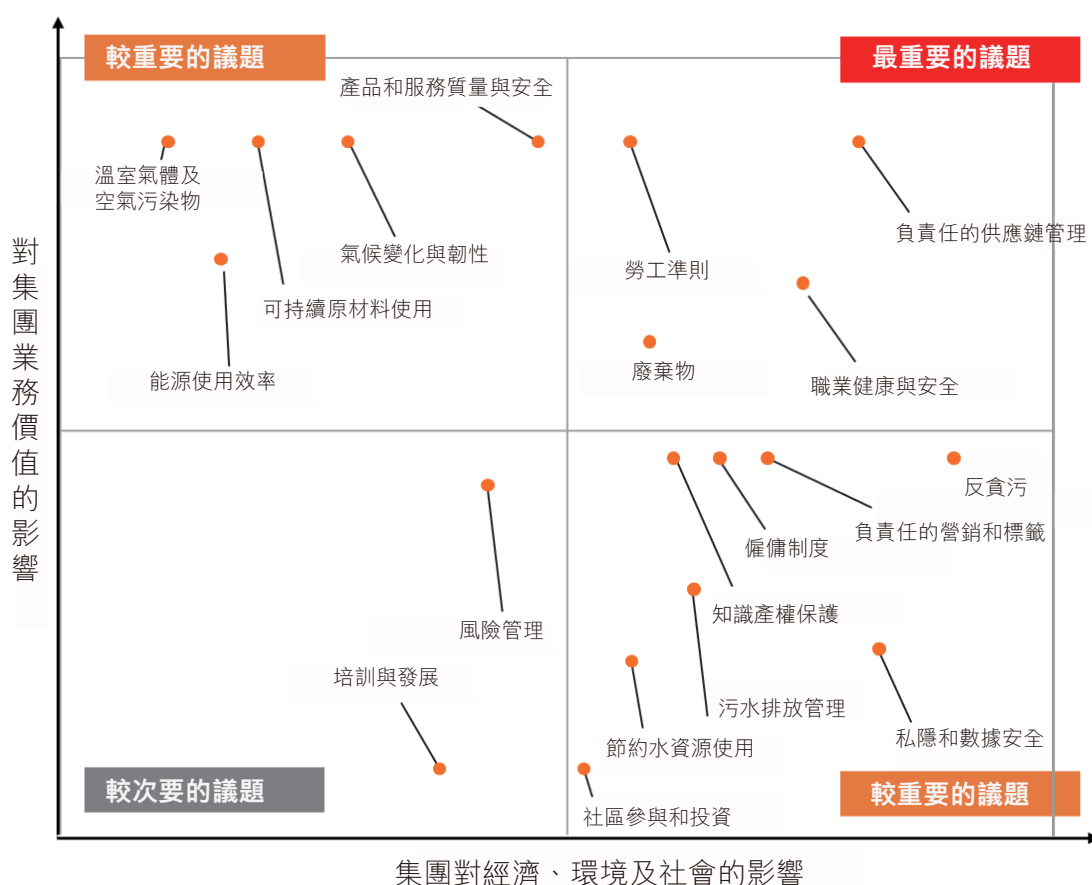 較重要的議題
最重要的議題
產品和服務質量與安全
溫室氣體及
空氣污染物
氣候變化與韌性
可持續原材料使用
能源使用效率
負責任的供應鏈管理
勞工準則
廢棄物
職業健康與安全
對集團業務價值的影響
反貪污
負責任的營銷和標籤
僱傭制度
知識產權保護
風險管理
培訓與發展
污水排放管理
節約水資源使用
私隱和數據安全
較次要的議題
較重要的議題
社區參與和投資
集團對經濟、環境及社會的影響